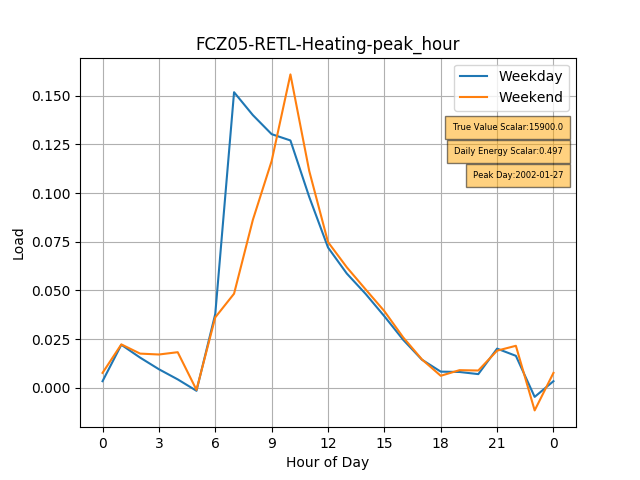 FCZ05-RETL-Heating-peak_hour
Weekday
Weekend
True Value Scalar:15900.0
Daily Energy Scalar:0.497
Peak Day:2002-01-27
Load
0.150
0.125
0.100
0.075
0.050
0.025
0.000
0 3 6 9 12 15 18 21 0
Hour of Day